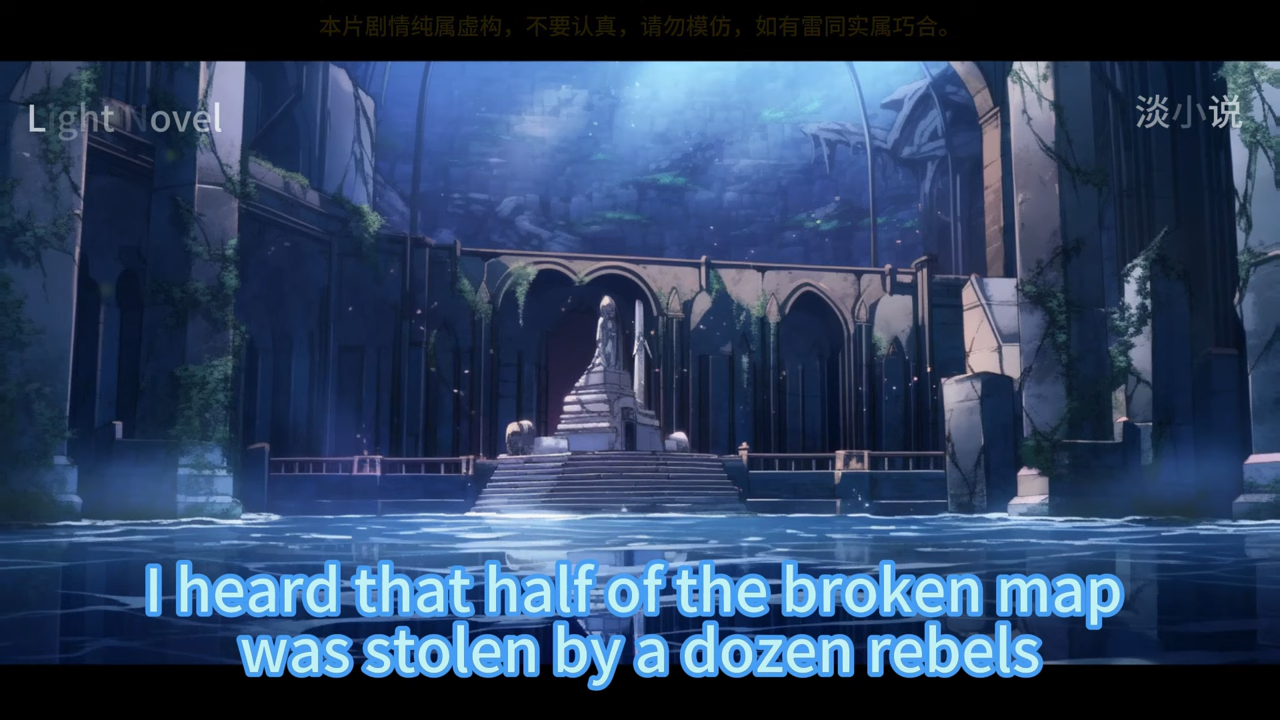 本片剧情纯属虚构，不要认真，请勿模仿，如有雷同实属巧合。
Light Novel
淡小说
I heard that half of the broken map
was stolen by a dozen rebels